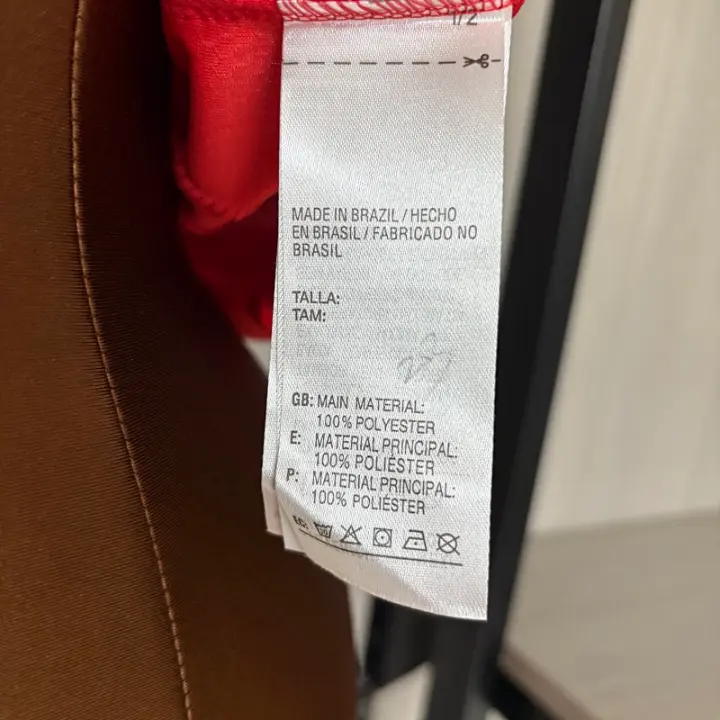 1/2
MADE IN BRAZIL / HECHO
EN BRASIL / FABRICADO NO
BRASIL
TALLA:
TAM:
GB: MAIN MATERIAL:
100% POLYESTER
E: MATERIAL PRINCIPAL:
100% POLIÉSTER
P: MATERIAL PRINCIPAL:
100% POLIÉSTER